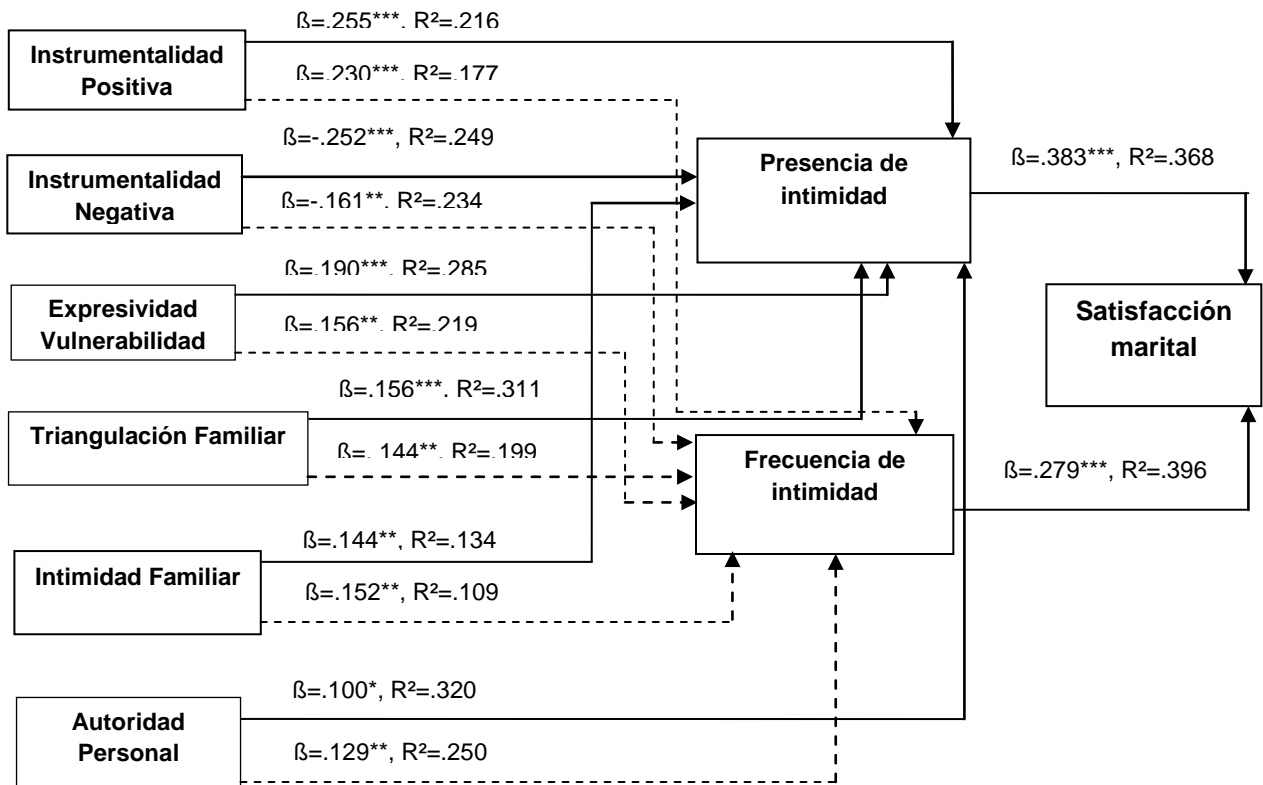 ß=.255***. R²=.216
Instrumentalidad
Positiva
ß=.230***. R²=.177
ß=-.252***, R²=.249
Instrumentalidad
Negativa
ß=-.161**. R²=.234
Presencia de
intimidad
ß=.383***, R²=.368
ß=.190***. R²=.285
Expresividad
Vulnerabilidad
ß=.156**. R²=.219
Satisfacción
marital
ß=.156***. R²=.311
Triangulación Familiar
ß=. 144**. R²=.199
Frecuencia de
intimidad
ß=.279***, R²=.396
ß=.144**, R²=.134
Intimidad Familiar
ß=.152**, R²=.109
ß=.100*, R²=.320
Autoridad
Personal
ß=.129**, R²=.250